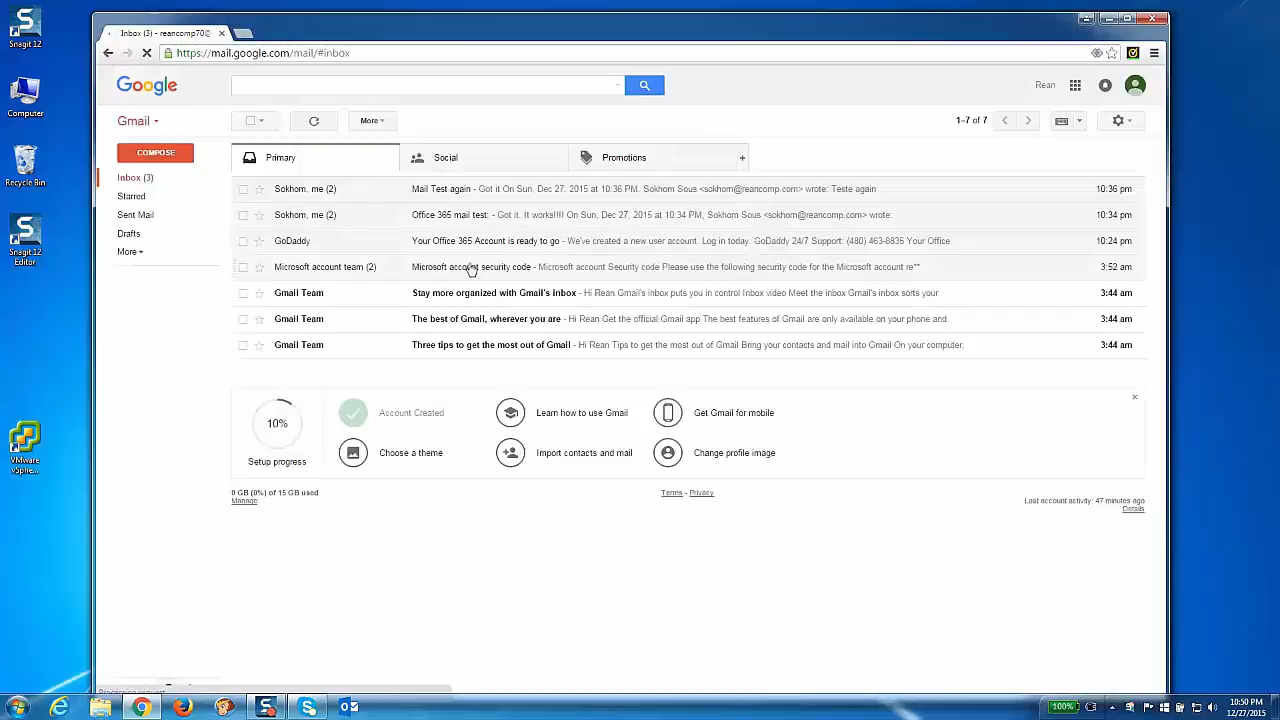 Snagit 12
Computer
Recycle Bin
Snagit 12
Editor
VMware
vSphe...
Inbox (3) - reancomp70@
https://mail.google.com/mail/#inbox
Google
Rean
Gmail
More
1–7 of 7
COMPOSE
Inbox (3)
Starred
Sent Mail
Drafts
More
Primary
Social
Promotions
+
Sokhom, me (2) Mail Test again - Got it On Sun, Dec 27, 2015 at 10:36 PM, Sokhom Sous <sokhom@reancomp.com> wrote: Teste again 10:36 pm
Sokhom, me (2) Office 365 mail test: - Got it. It works!!!! On Sun, Dec 27, 2015 at 10:34 PM, Sokhom Sous <sokhom@reancomp.com> wrote: 10:34 pm
GoDaddy Your Office 365 Account is ready to go - We've created a new user account. Log in today. GoDaddy 24/7 Support: (480) 463-8835 Your Office 10:24 pm
Microsoft account team (2) Microsoft account security code - Microsoft account Security code Please use the following security code for the Microsoft account re** 3:52 am
Gmail Team Stay more organized with Gmail's inbox - Hi Rean Gmail's inbox puts you in control Inbox video Meet the inbox Gmail's inbox sorts your 3:44 am
Gmail Team The best of Gmail, wherever you are - Hi Rean Get the official Gmail app The best features of Gmail are only available on your phone and 3:44 am
Gmail Team Three tips to get the most out of Gmail - Hi Rean Tips to get the most out of Gmail Bring your contacts and mail into Gmail On your computer, 3:44 am
10%
Setup progress
Account Created
Learn how to use Gmail
Get Gmail for mobile
Choose a theme
Import contacts and mail
Change profile image
0 GB (0%) of 15 GB used
Manage
Terms - Privacy
Last account activity: 47 minutes ago
Details
Processing request
100%
10:50 PM
12/27/2015